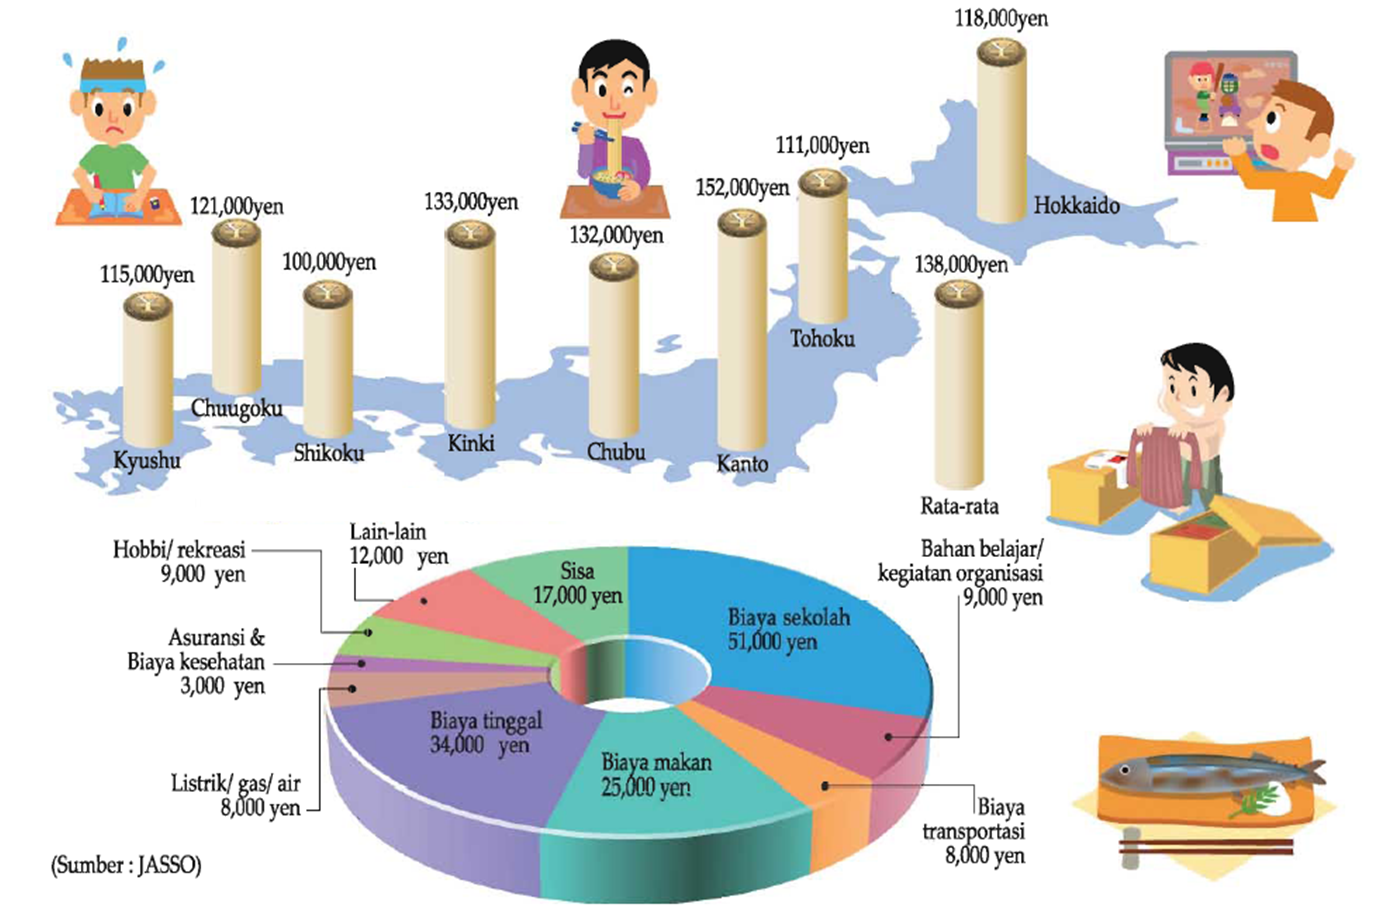 118,000yen
Hokkaido
111,000yen
Tohoku
152,000yen
Kanto
132,000yen
Chubu
133,000yen
Kinki
100,000yen
Shikoku
121,000yen
Chuugoku
115,000yen
Kyushu
138,000yen
Rata-rata
Biaya sekolah
51,000 yen
Bahan belajar/
kegiatan organisasi
9,000 yen
Biaya
transportasi
8,000 yen
Biaya makan
25,000 yen
Biaya tinggal
34,000 yen
Listrik/ gas/ air
8,000 yen
Asuransi &
Biaya kesehatan
3,000 yen
Hobbi/ rekreasi
9,000 yen
Lain-lain
12,000 yen
Sisa
17,000 yen
(Sumber : JASSO)